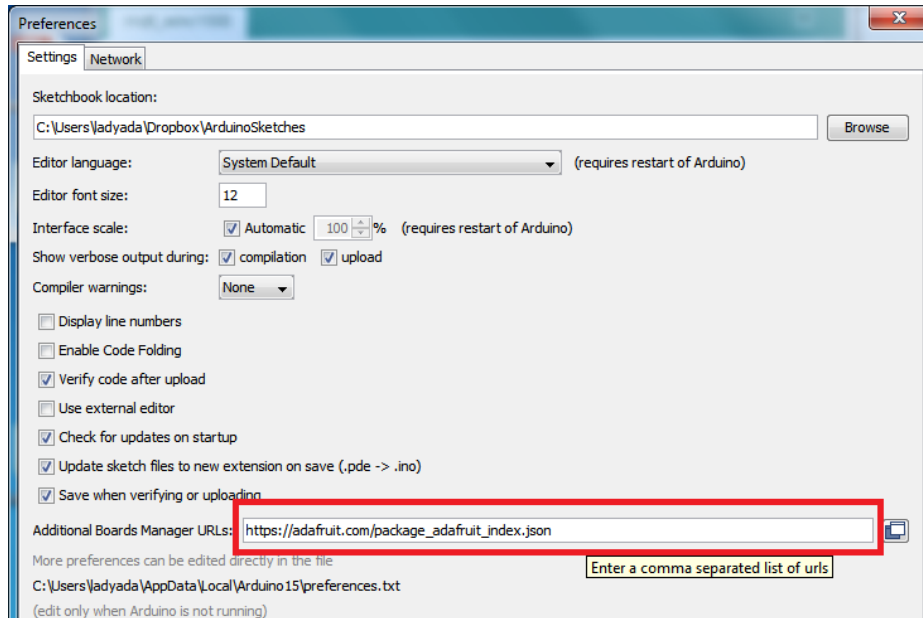 Preferences
Settings Network
Sketchbook location:
C:\Users\ladyada\Dropbox\ArduinoSketches Browse
Editor language: System Default (requires restart of Arduino)
Editor font size: 12
Interface scale: Automatic 100 % (requires restart of Arduino)
Show verbose output during: compilation upload
Compiler warnings: None
Display line numbers
Enable Code Folding
Verify code after upload
Use external editor
Check for updates on startup
Update sketch files to new extension on save (.pde -> .ino)
Save when verifying or uploading
Additional Boards Manager URLs: https://adafruit.com/package_adafruit_index.json
More preferences can be edited directly in the file
Enter a comma separated list of urls
C:\Users\ladyada\AppData\Local\Arduino15\preferences.txt
(edit only when Arduino is not running)